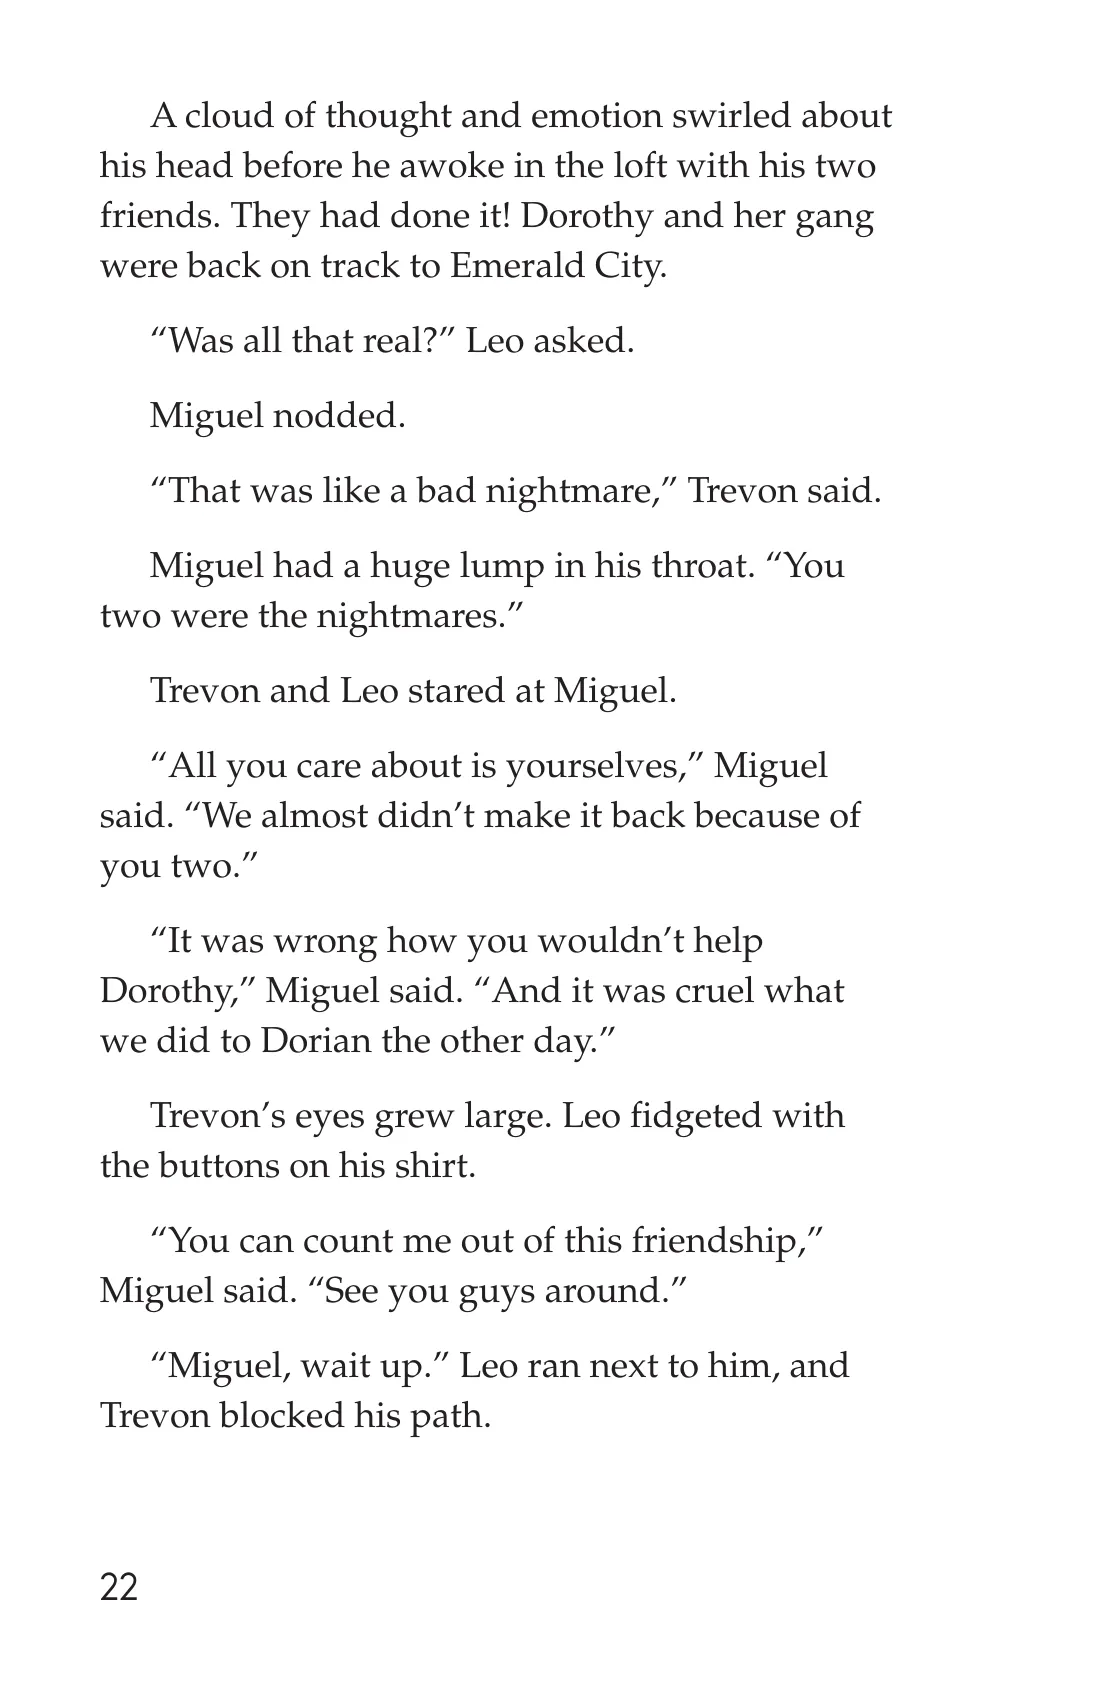 A cloud of thought and emotion swirled about
his head before he awoke in the loft with his two
friends. They had done it! Dorothy and her gang
were back on track to Emerald City.
“Was all that real?” Leo asked.
Miguel nodded.
“That was like a bad nightmare,” Trevon said.
Miguel had a huge lump in his throat. “You
two were the nightmares.”
Trevon and Leo stared at Miguel.
“All you care about is yourselves,” Miguel
said. “We almost didn’t make it back because of
you two.”
“It was wrong how you wouldn’t help
Dorothy,” Miguel said. “And it was cruel what
we did to Dorian the other day.”
Trevon’s eyes grew large. Leo fidgeted with
the buttons on his shirt.
“You can count me out of this friendship,”
Miguel said. “See you guys around.”
“Miguel, wait up.” Leo ran next to him, and
Trevon blocked his path.
22